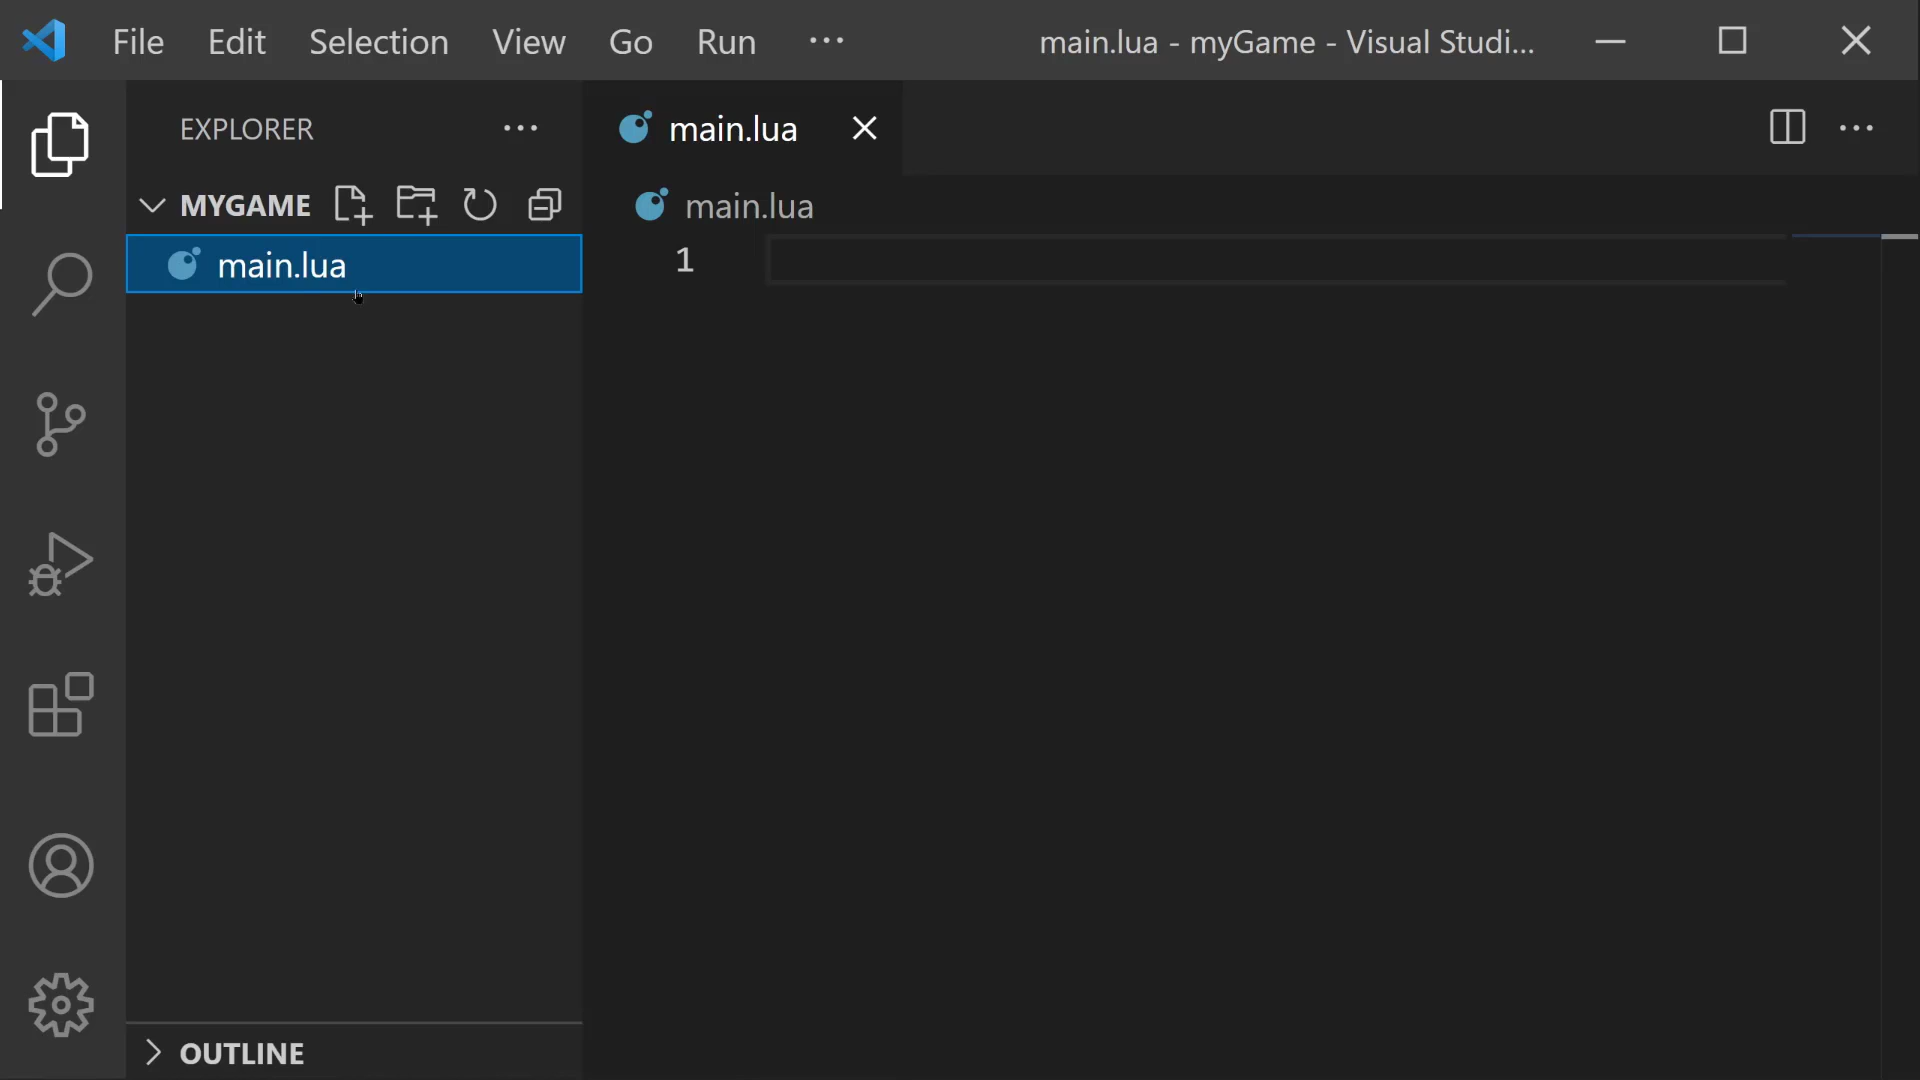 File Edit Selection View Go Run ··· main.lua - myGame - Visual Studi...
EXPLORER
main.lua
MYGAME
main.lua
main.lua
1
OUTLINE